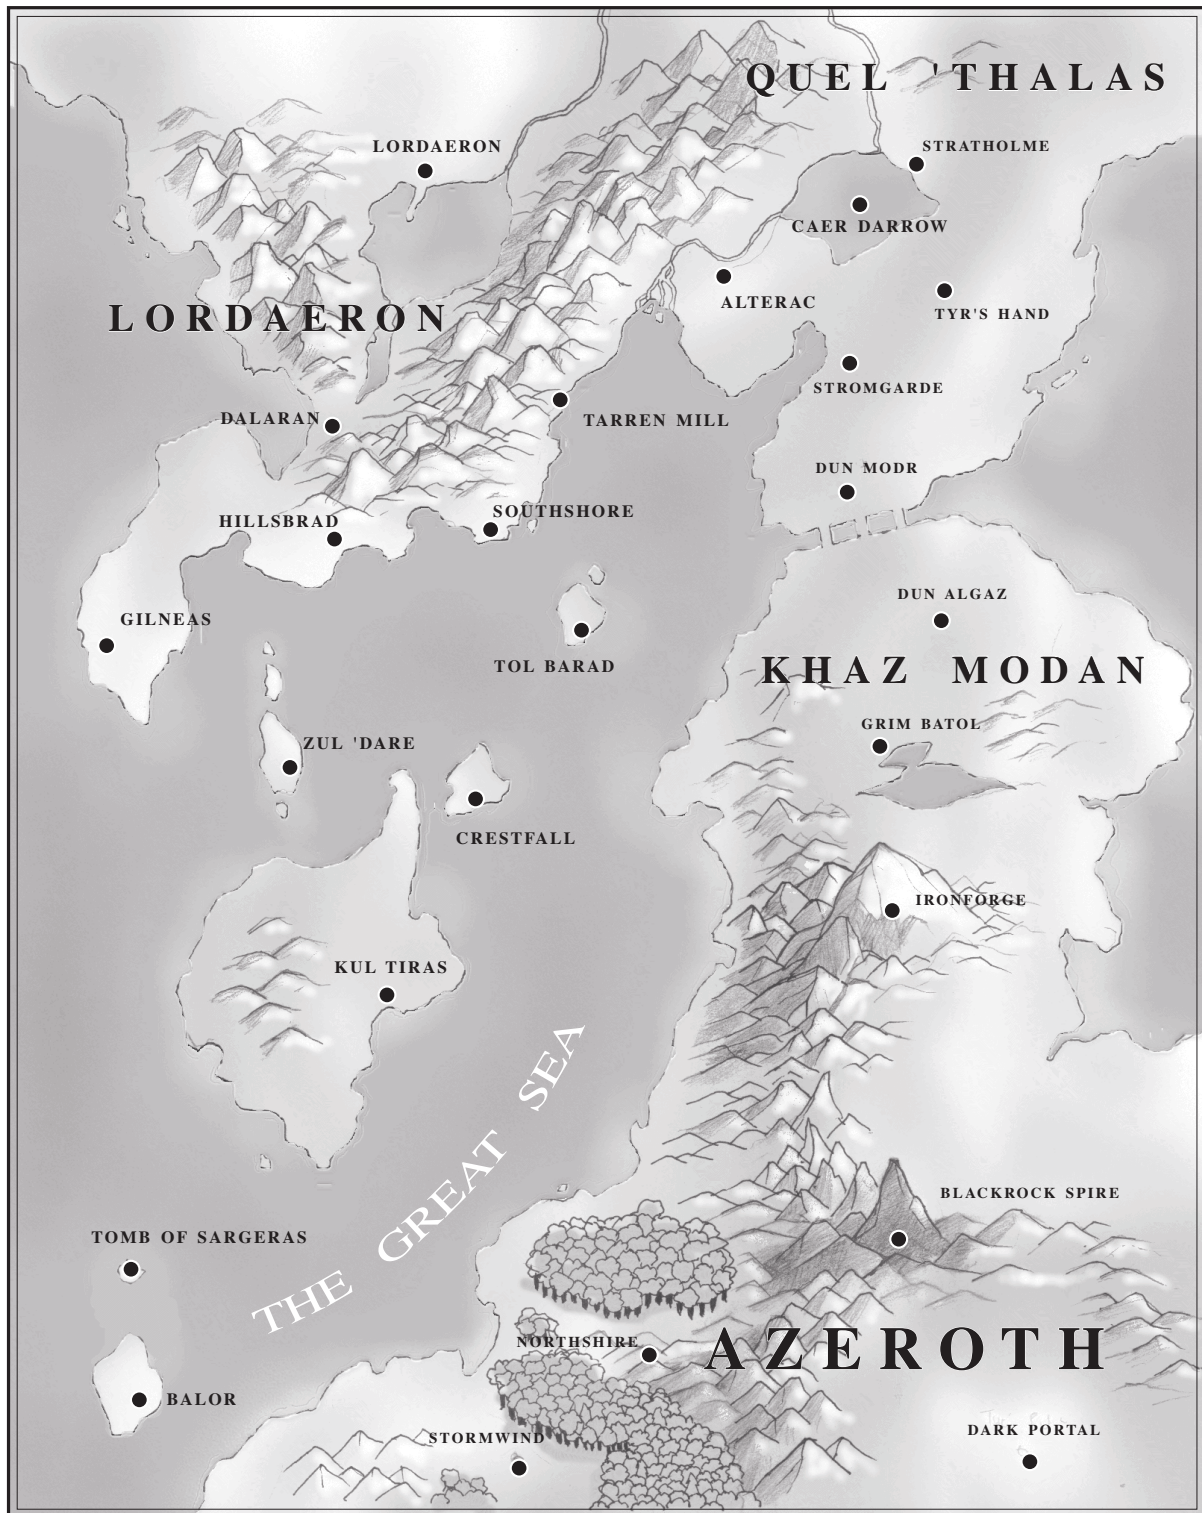 QUEL 'THALAS
LORDAERON
STRATHOLME
CAER DARROW
ALTERAC
TYR'S HAND
LORDAERON
STROMGARDE
DALARAN
TARREN MILL
DUN MODR
SOUTHSHORE
HILLSBRAD
DUN ALGAZ
GILNEAS
TOL BARAD
KHAZ MODAN
GRIM BATOL
ZUL 'DARE
CRESTFALL
IRONFORGE
KUL TIRAS
THE GREAT SEA
BLACKROCK SPIRE
TOMB OF SARGERAS
NORTHSHIRE
AZEROTH
BALOR
DARK PORTAL
STORMWIND